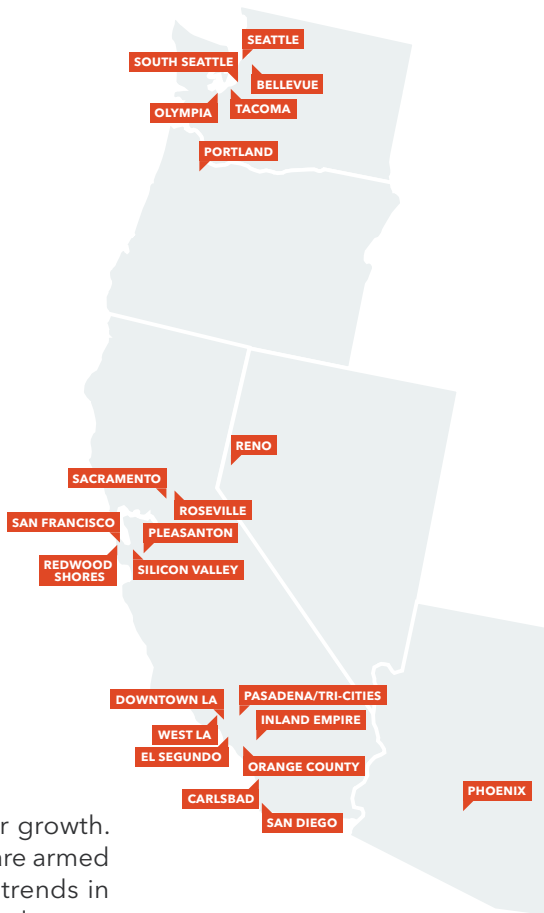 SEATTLE
SOUTH SEATTLE
BELLEVUE
OLYMPIA
TACOMA
PORTLAND
RENO
SACRAMENTO
ROSEVILLE
SAN FRANCISCO
PLEASANTON
REDWOOD
SHORES
SILICON VALLEY
DOWNTOWN LA
PASADENA/TRI-CITIES
INLAND EMPIRE
WEST LA
EL SEGUNDO
ORANGE COUNTY
CARLSBAD
SAN DIEGO
PHOENIX
r growth.
are armed
trends in